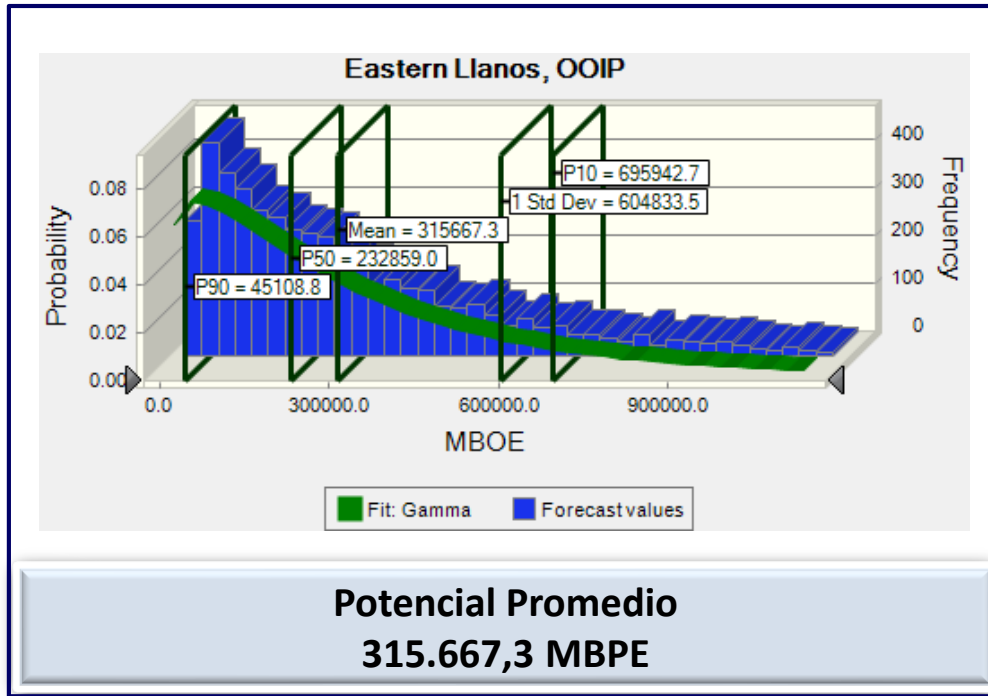 Eastern Llanos, OOIP
Probability
0.08
0.06
0.04
0.02
0.00
400
300
200
100
0
Frequency
P10 = 695942.7
1 Std Dev = 604833.5
Mean = 315667.3
P50 = 232859.0
P90 = 45108.8
0.0 300000.0 600000.0 900000.0
MBOE
Fit: Gamma Forecast values
Potencial Promedio
315.667,3 MBPE